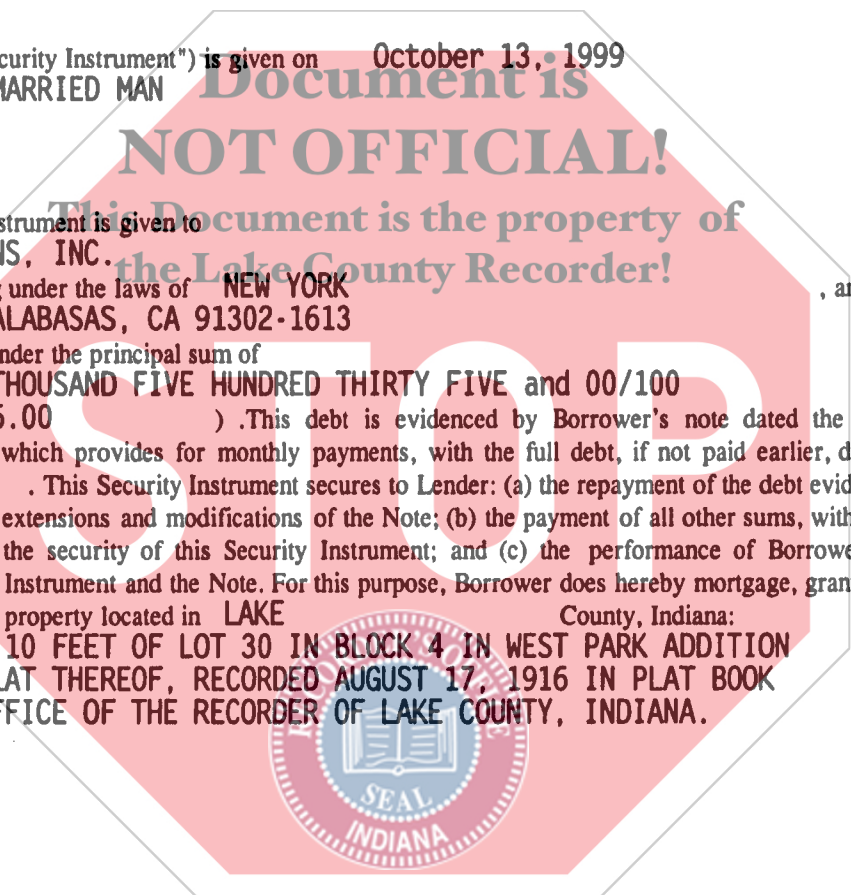 curity Instrument") is given on October 13, 1999
MARRIED MAN
Document is
NOT OFFICIAL!
strument is given to
This Document is the property of
NS, INC.
the Lake County Recorder!
under the laws of NEW YORK , an
ALABASAS, CA 91302-1613
nder the principal sum of
THOUSAND FIVE HUNDRED THIRTY FIVE and 00/100
5.00 ) .This debt is evidenced by Borrower's note dated the
which provides for monthly payments, with the full debt, if not paid earlier, d
. This Security Instrument secures to Lender: (a) the repayment of the debt evid
extensions and modifications of the Note; (b) the payment of all other sums, with
the security of this Security Instrument; and (c) the performance of Borrowe
Instrument and the Note. For this purpose, Borrower does hereby mortgage, gran
property located in LAKE County, Indiana:
10 FEET OF LOT 30 IN BLOCK 4 IN WEST PARK ADDITION
LAT THEREOF, RECORDED AUGUST 17, 1916 IN PLAT BOOK
FFICE OF THE RECORDER OF LAKE COUNTY, INDIANA.
STOP
SEAL
INDIANA